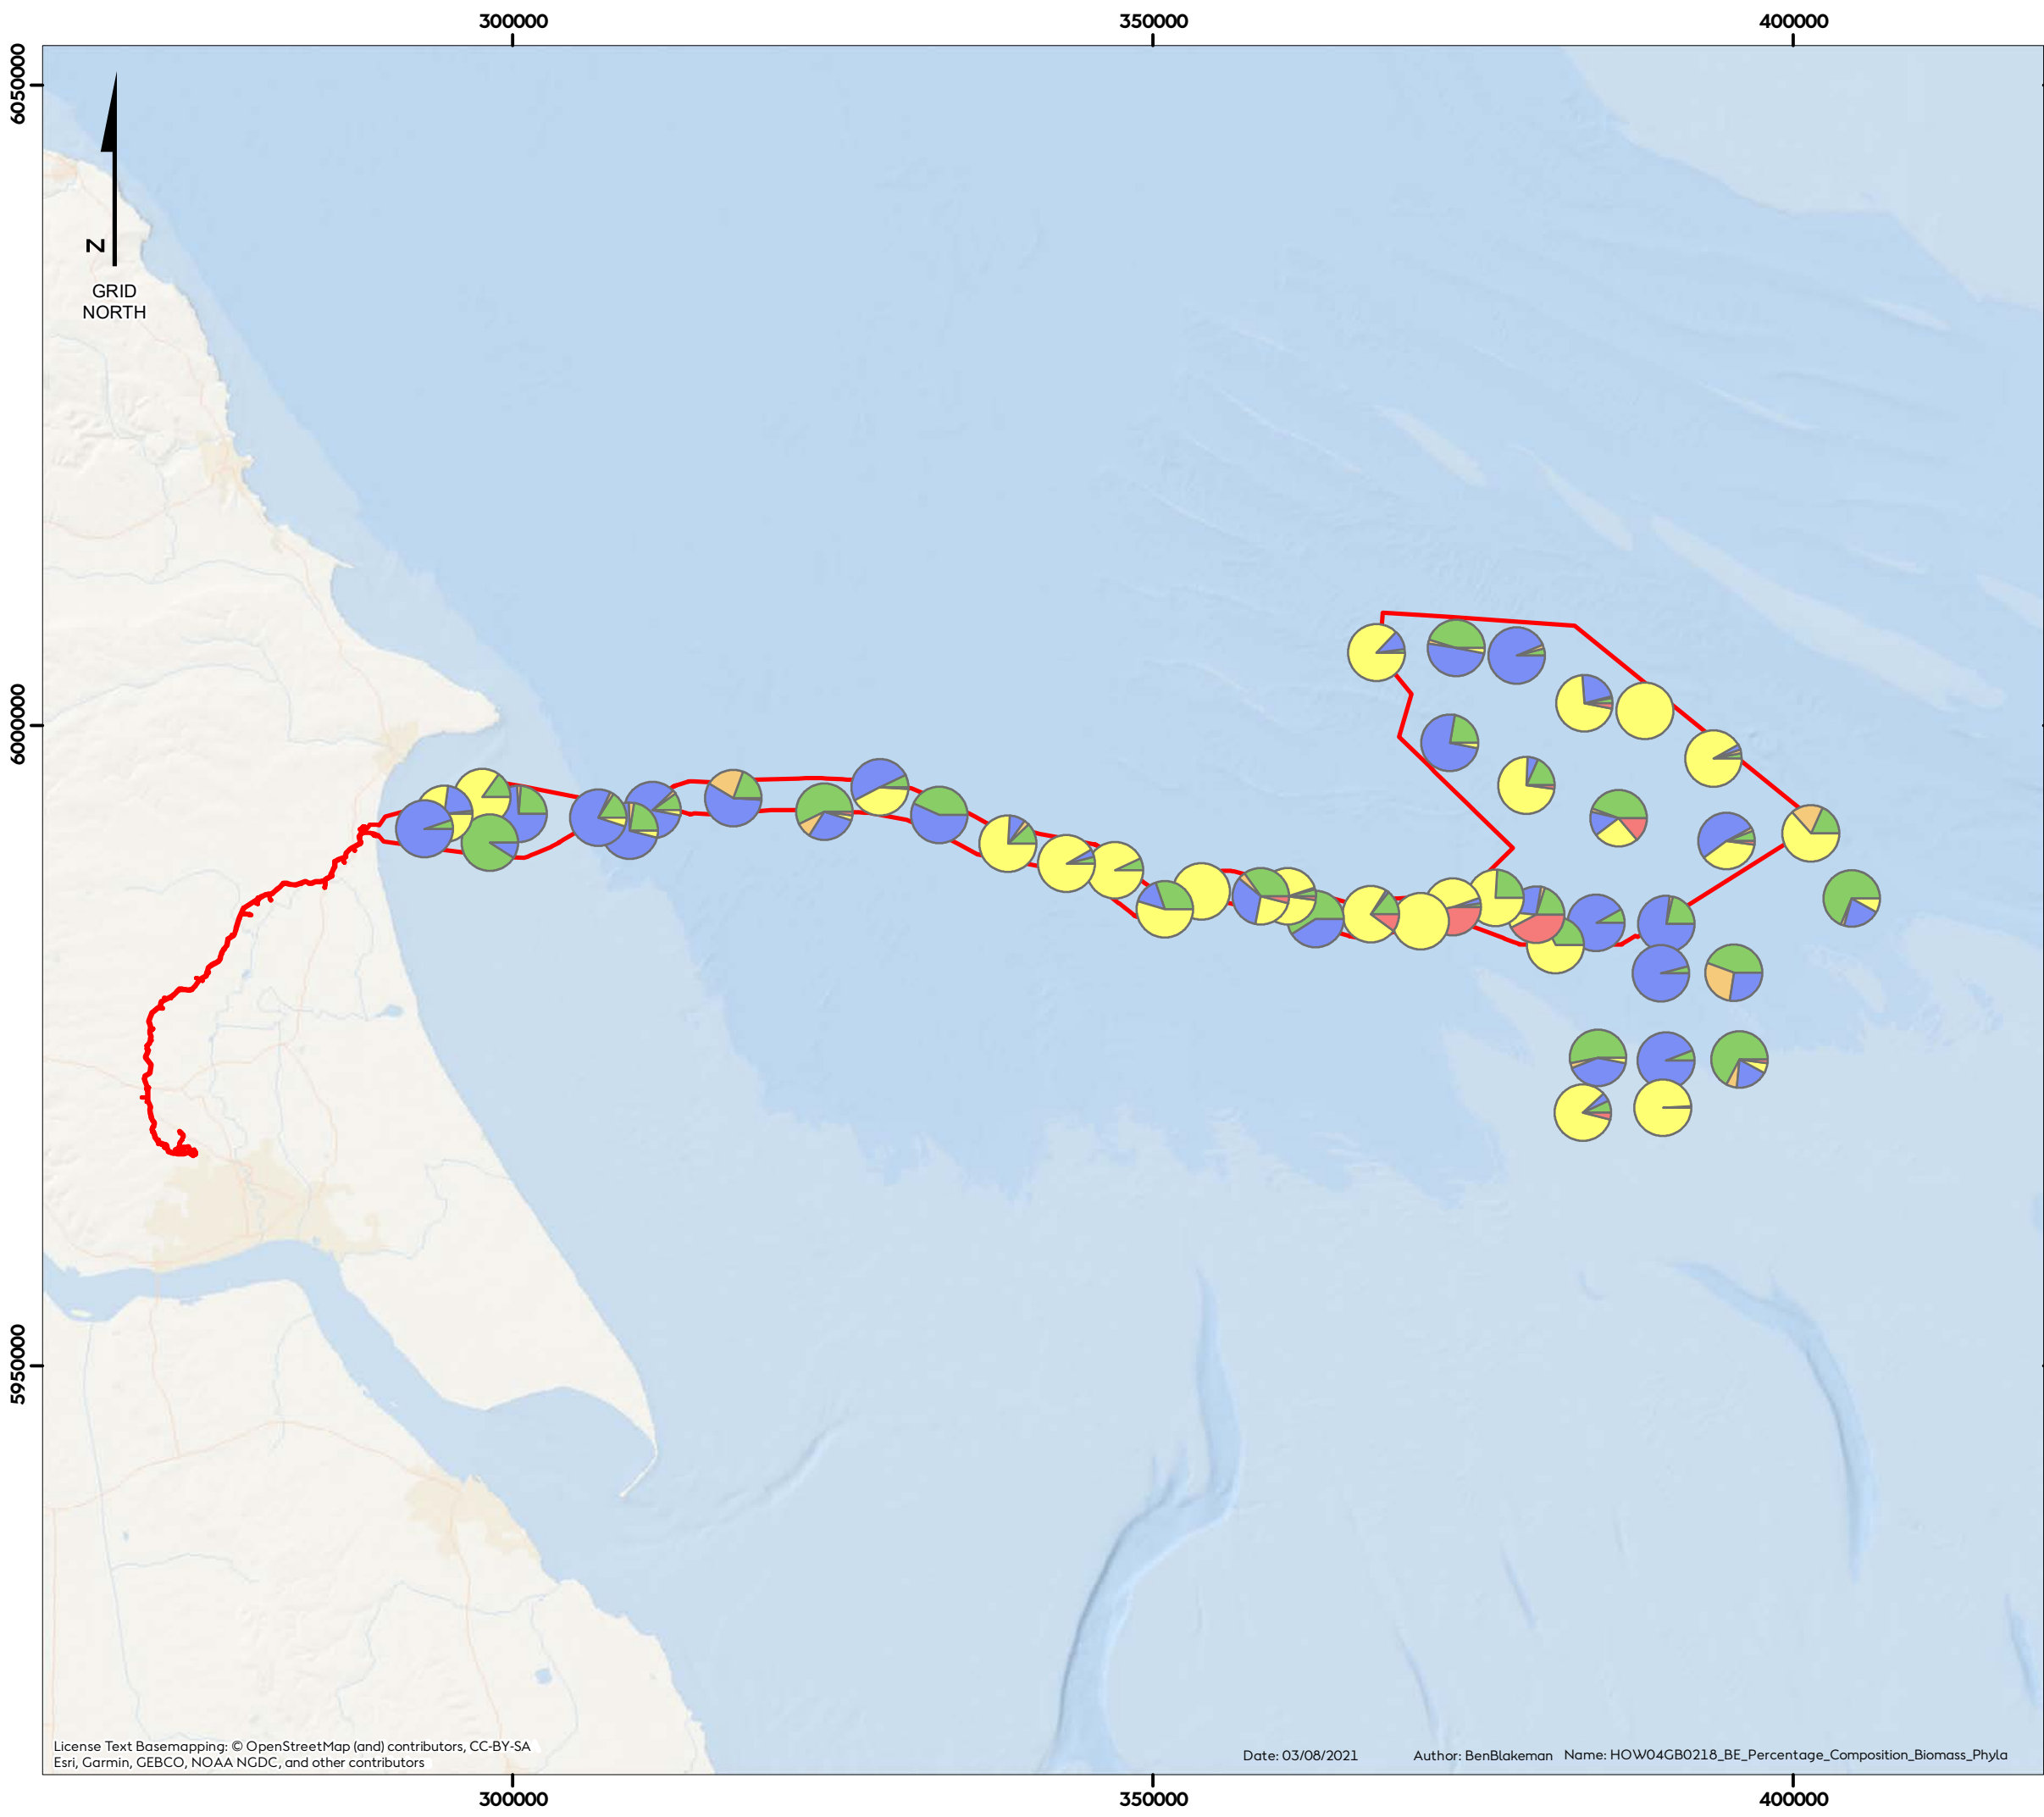 300000 350000 400000
6050000
N
GRID
NORTH
6000000
5950000
License Text Basemapping: © OpenStreetMap (and) contributors, CC-BY-SA
Esri, Garmin, GEBCO, NOAA NGDC, and other contributors
Date: 03/08/2021 Author: BenBlakeman Name: HOW04GB0218_BE_Percentage_Composition_Biomass_Phyla
300000 350000 400000